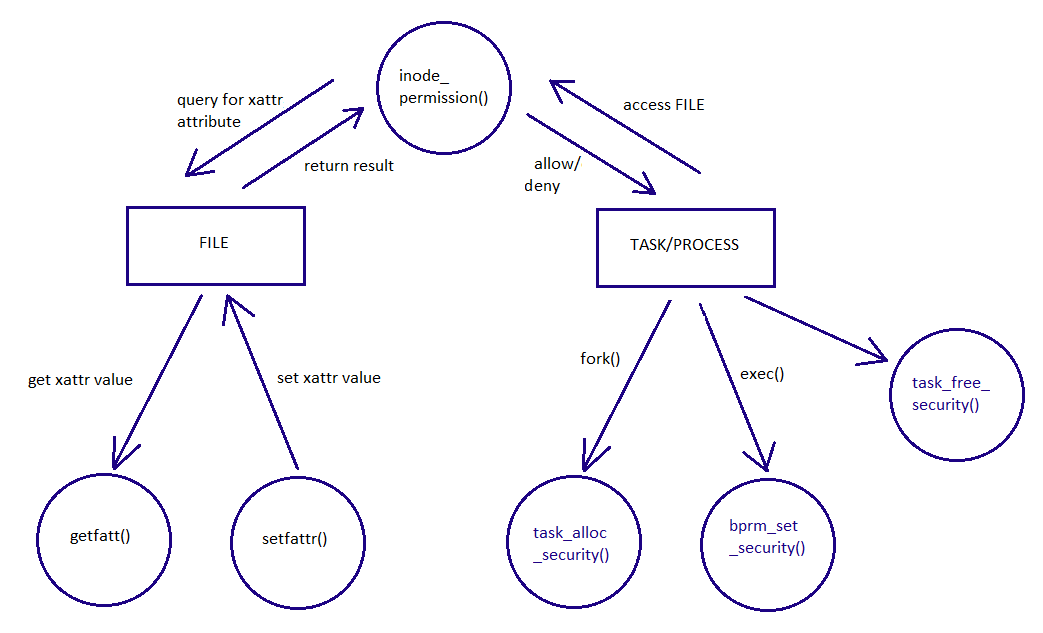 inode_
permission()
query for xattr
attribute
access FILE
return result
allow/
deny
FILE
TASK/PROCESS
fork()
get xattr value
set xattr value
exec()
task_free_
security()
getfatt()
setfattr()
task_alloc
_security()
bprm_set
_security()